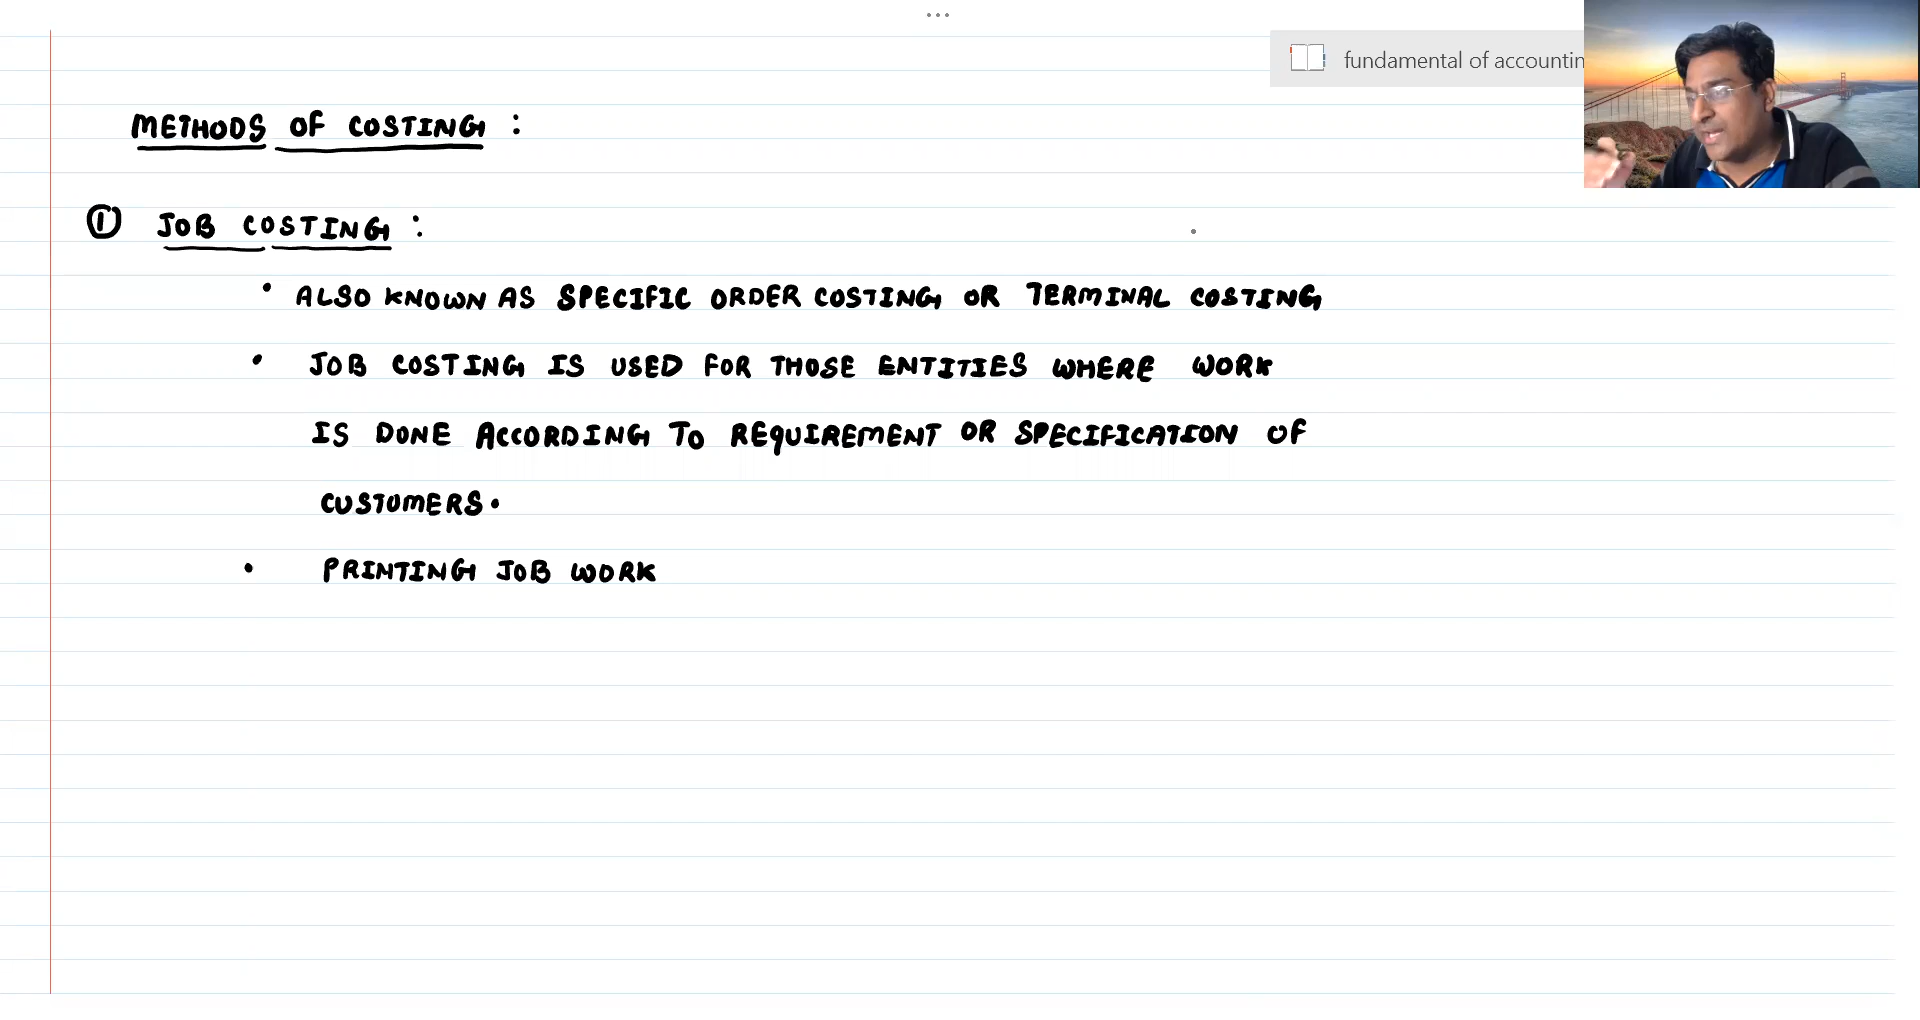 fundamental of accountin
METHODS OF COSTING :
① JOB COSTING :
• ALSO KNOWN AS SPECIFIC ORDER COSTING OR TERMINAL COSTING
• JOB COSTING IS USED FOR THOSE ENTITIES WHERE WORK
IS DONE ACCORDING TO REQUIREMENT OR SPECIFICATION OF
CUSTOMERS.
• PRINTING JOB WORK